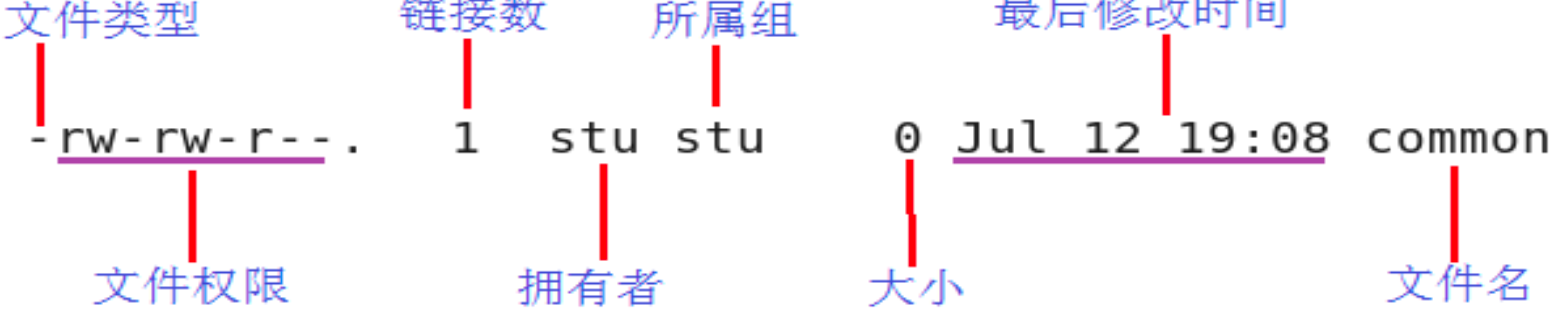 文件类型 链接数 所属组 最后修改时间
-rw-rw-r--. 1 stu stu 0 Jul 12 19:08 common
文件权限 拥有者 大小 文件名